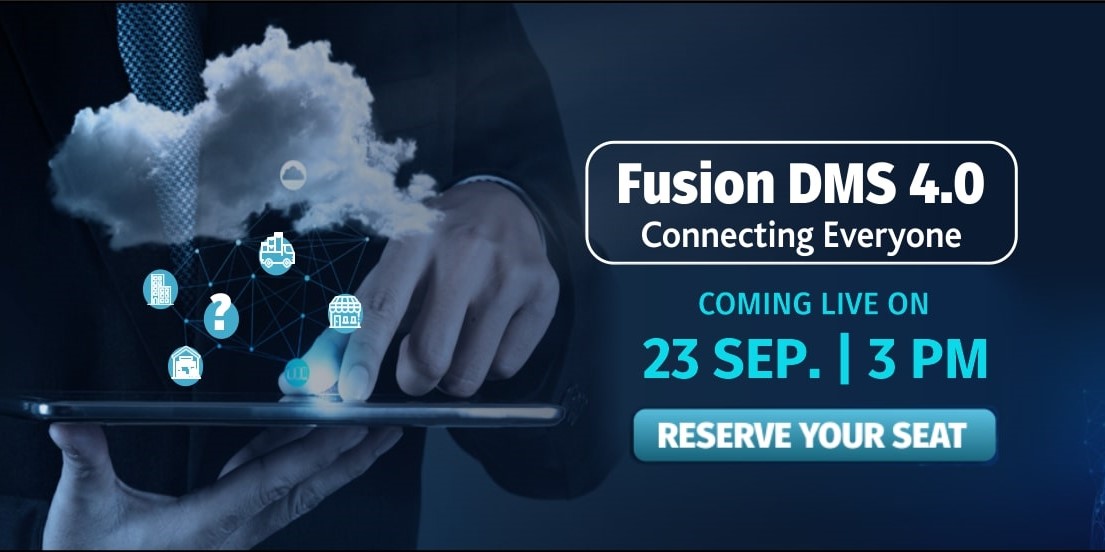 Fusion DMS 4.0
Connecting Everyone
COMING LIVE ON
23 SEP. | 3 PM
RESERVE YOUR SEAT
?